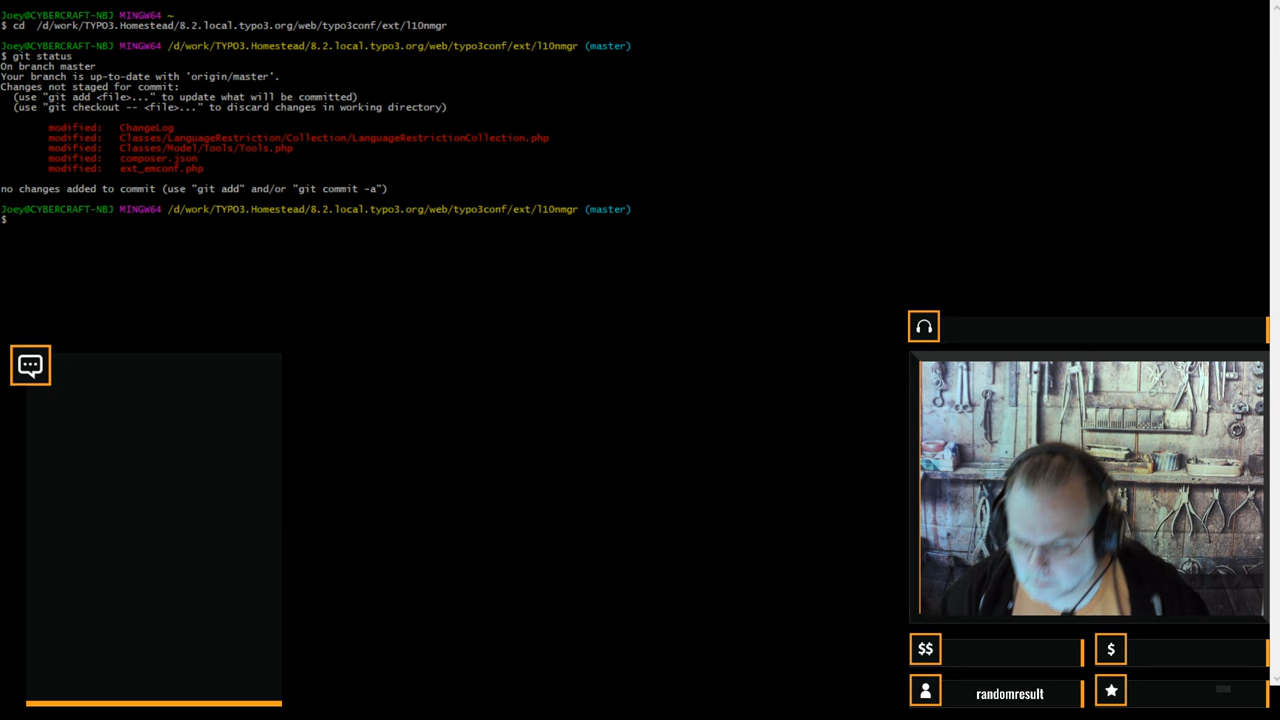 Joey@CYBERCRAFT-NBJ MINGW64 ~
$ cd  /d/work/TYPO3.Homestead/8.2.local.typo3.org/web/typo3conf/ext/l10nmgr
Joey@CYBERCRAFT-NBJ MINGW64 /d/work/TYPO3.Homestead/8.2.local.typo3.org/web/typo3conf/ext/l10nmgr (master)
$ git status
On branch master
Your branch is up-to-date with 'origin/master'.
Changes not staged for commit:
  (use "git add <file>..." to update what will be committed)
  (use "git checkout -- <file>..." to discard changes in working directory)
        modified:   ChangeLog
        modified:   Classes/LanguageRestriction/Collection/LanguageRestrictionCollection.php
        modified:   Classes/Model/Tools/Tools.php
        modified:   composer.json
        modified:   ext_emconf.php
no changes added to commit (use "git add" and/or "git commit -a")
Joey@CYBERCRAFT-NBJ MINGW64 /d/work/TYPO3.Homestead/8.2.local.typo3.org/web/typo3conf/ext/l10nmgr (master)
$
$$
$
randomresult